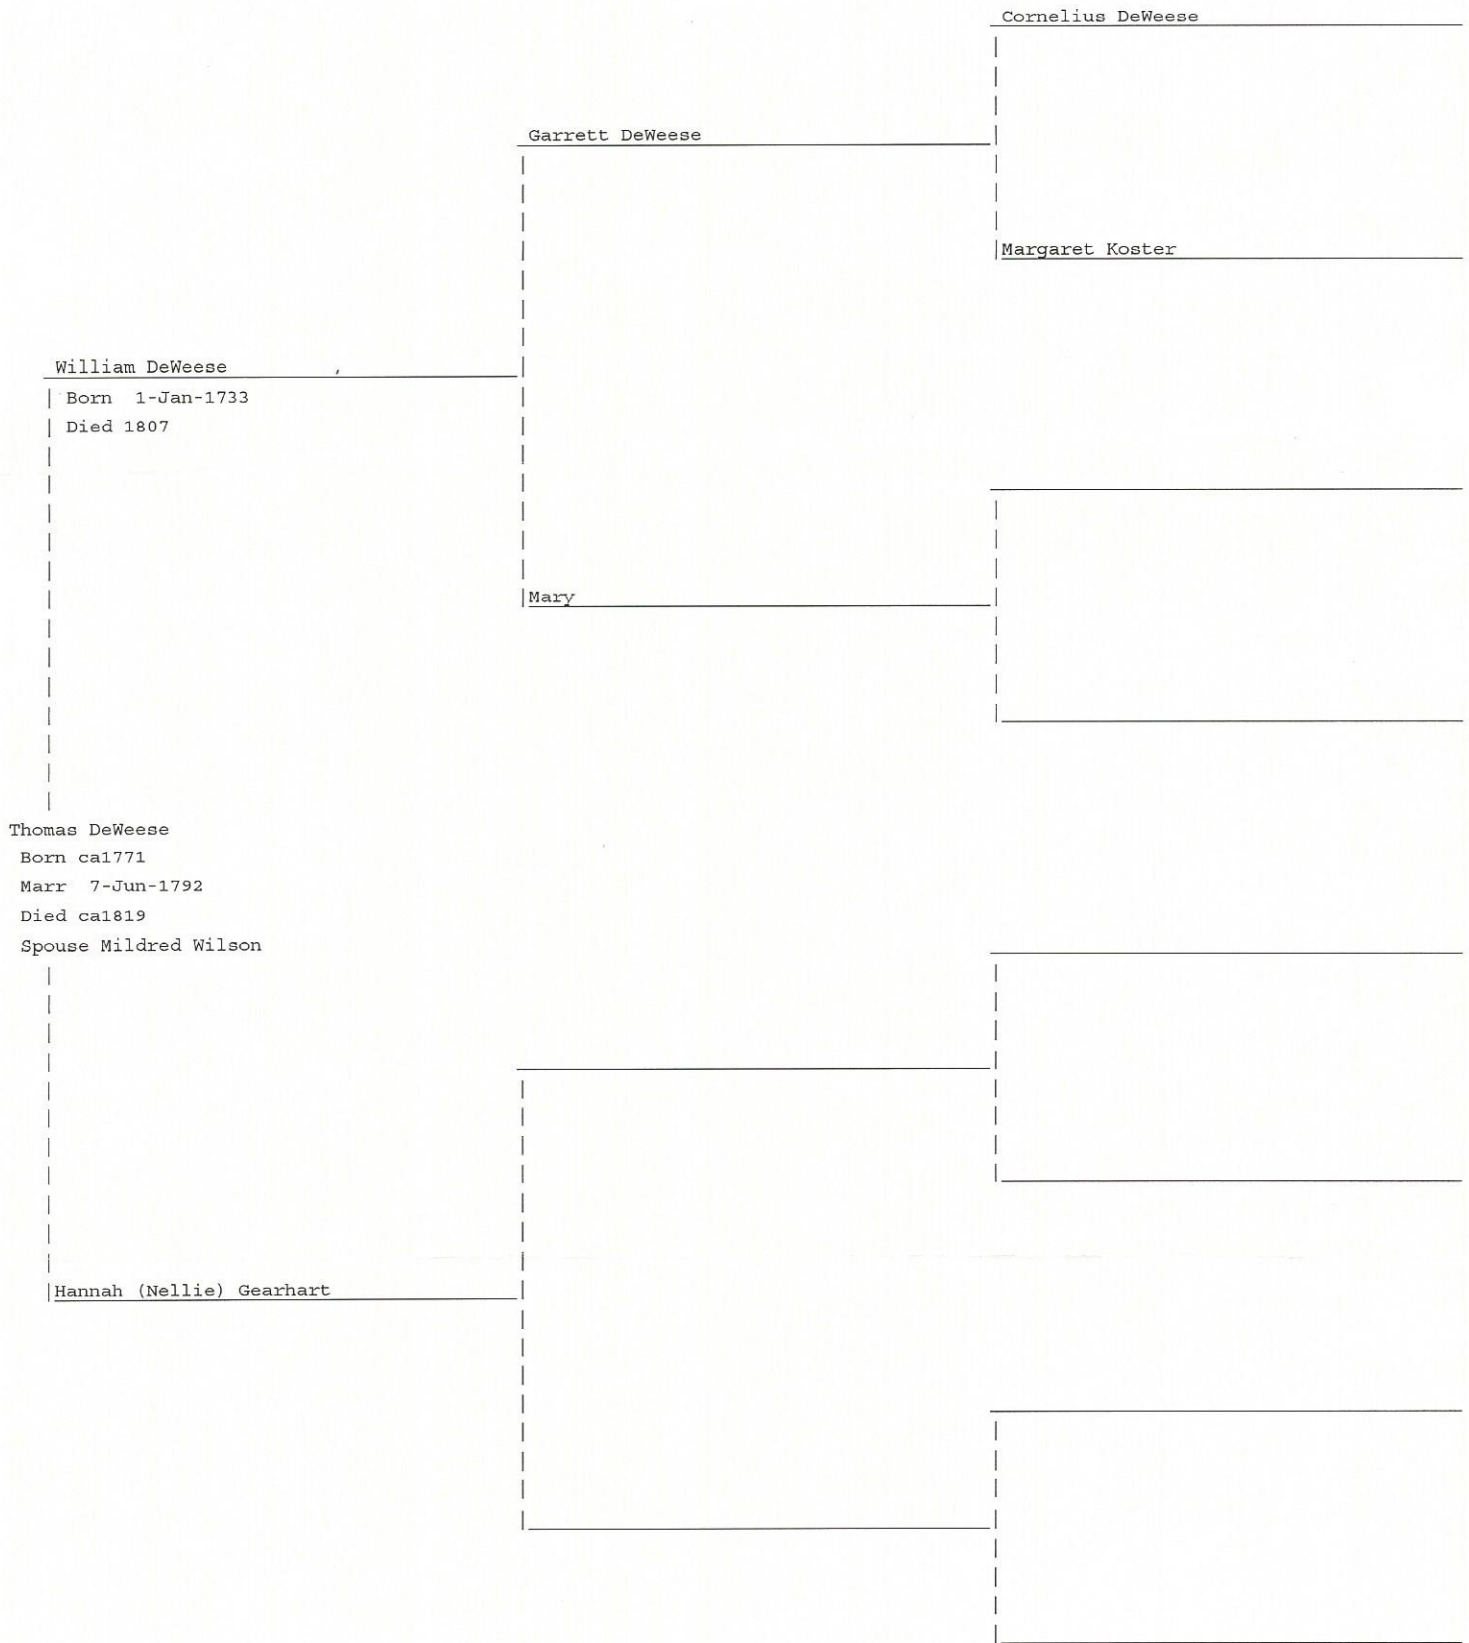 Cornelius DeWeese
Garrett DeWeese
Margaret Koster
William DeWeese
Born 1-Jan-1733
Died 1807
Mary
Thomas DeWeese
Born ca1771
Marr 7-Jun-1792
Died ca1819
Spouse Mildred Wilson
Hannah (Nellie) Gearhart